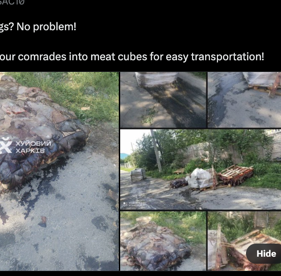 gs? No problem!
our comrades into meat cubes for easy transportation!
ХУЙОВИЙ
ХАРКІВ
Hide